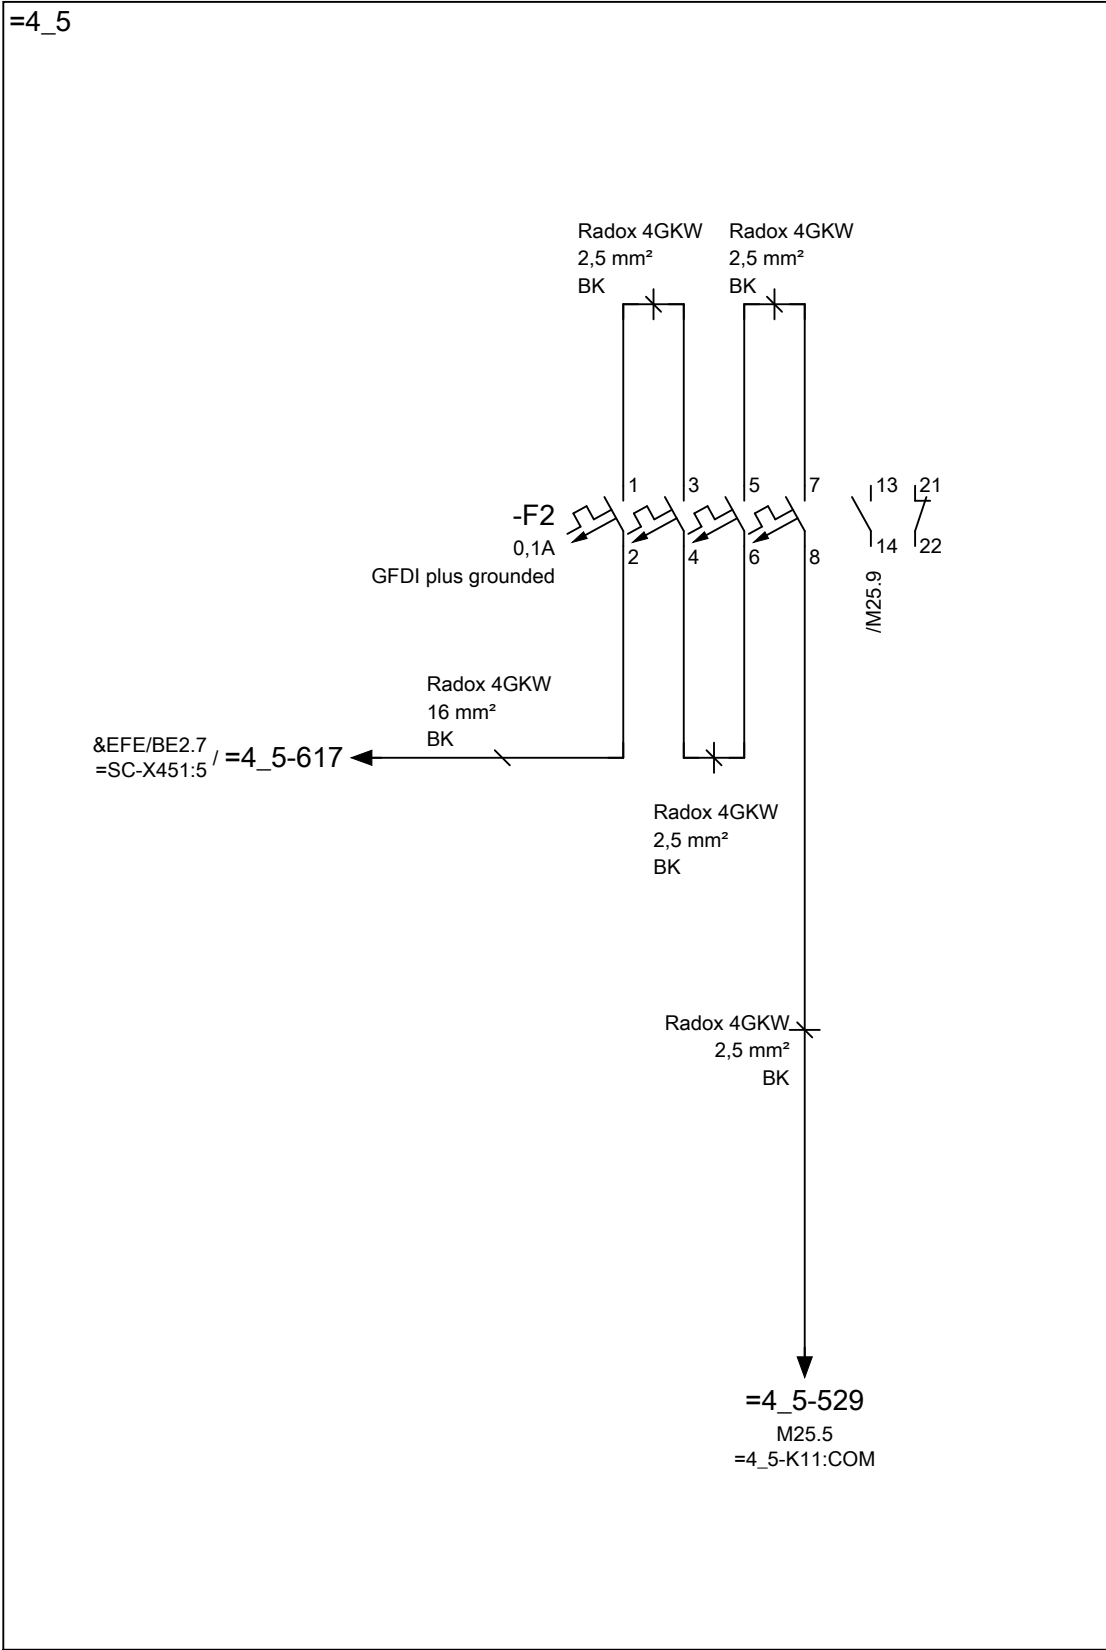 =4_5
Radox 4GKW
2,5 mm²
BK
Radox 4GKW
2,5 mm²
BK
-F2
0,1A
GFDI plus grounded
1
2
3
4
5
6
7
8
13
14
21
22
/M25.9
Radox 4GKW
16 mm²
BK
&EFE/BE2.7
=SC-X451:5
/ =4_5-617
Radox 4GKW
2,5 mm²
BK
Radox 4GKW
2,5 mm²
BK
=4_5-529
M25.5
=4_5-K11:COM